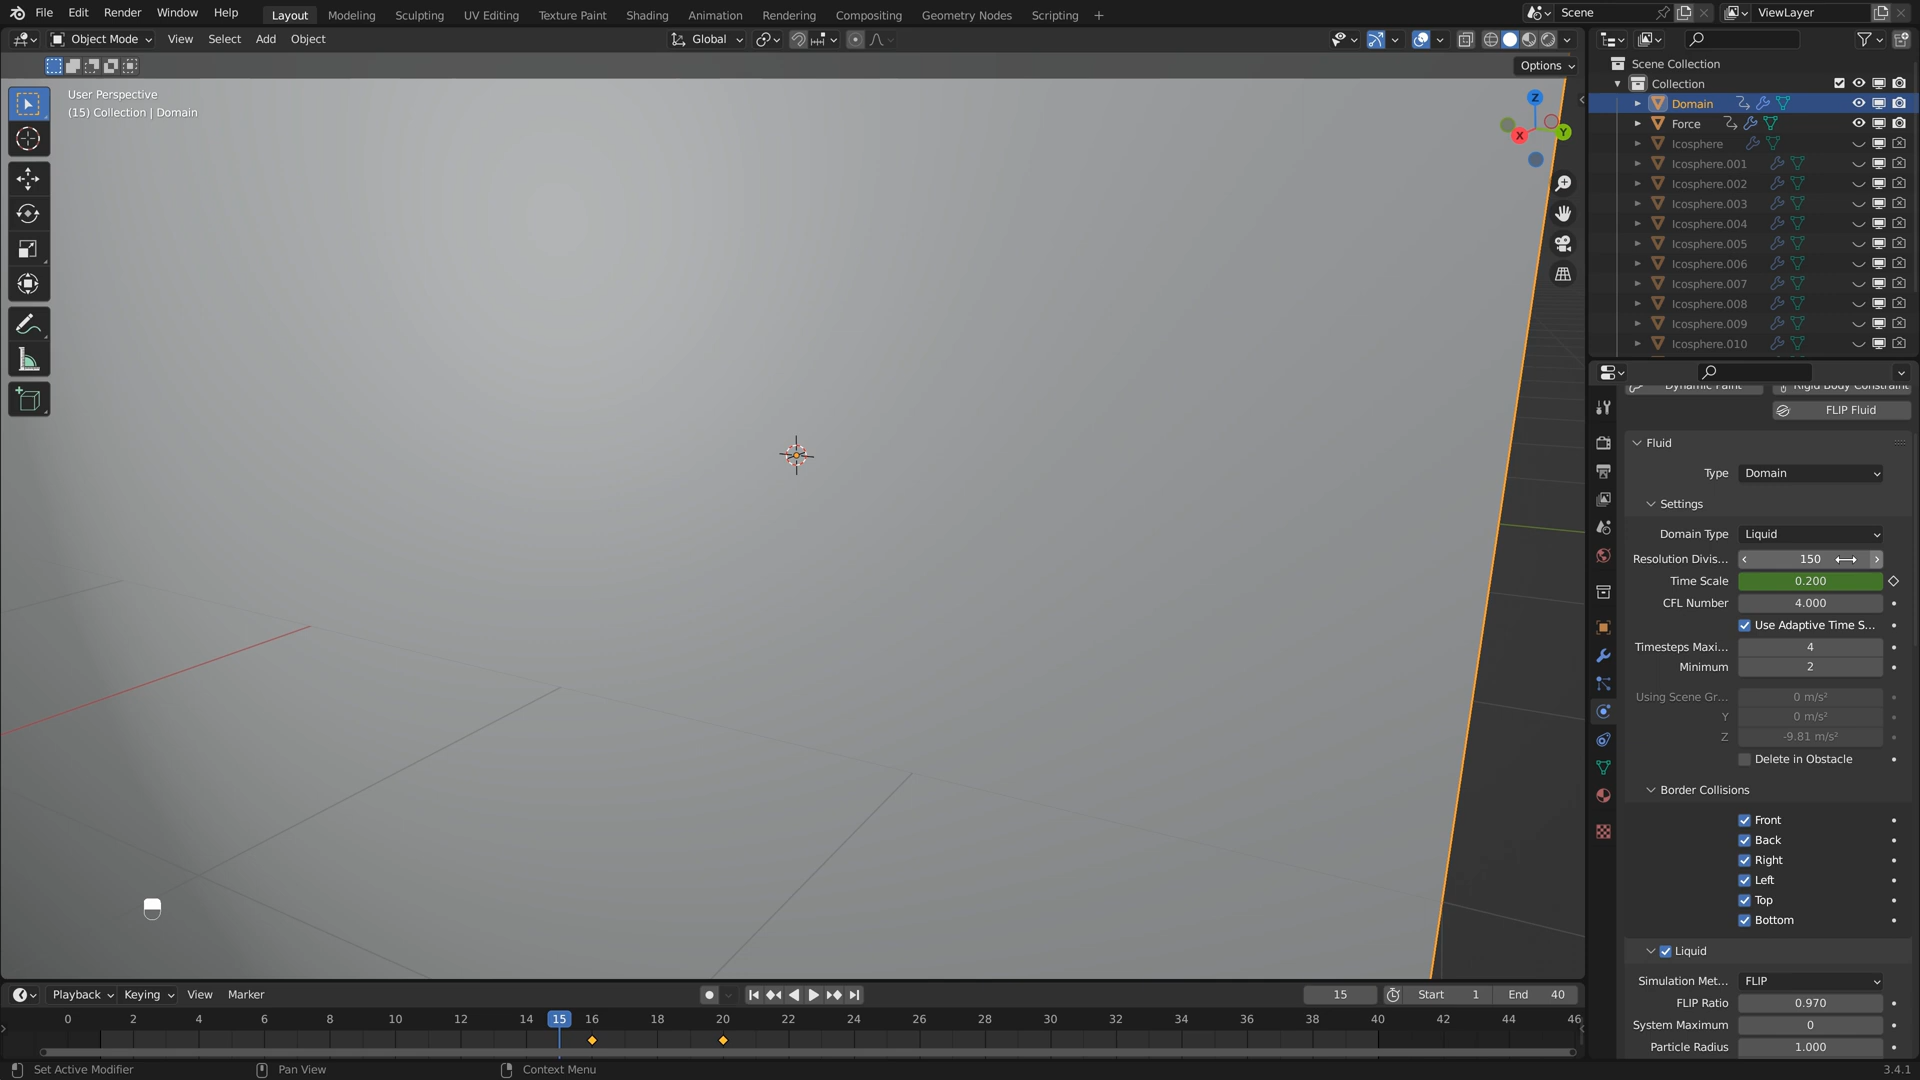 File Edit Render Window Help Layout Modeling Sculpting UV Editing Texture Paint Shading Animation Rendering Compositing Geometry Nodes Scripting + Scene ViewLayer
Object Mode View Select Add Object Global
Options
User Perspective
(15) Collection | Domain
Z
X
Y
Scene Collection
Collection
Domain
Force
Icosphere
Icosphere.001
Icosphere.002
Icosphere.003
Icosphere.004
Icosphere.005
Icosphere.006
Icosphere.007
Icosphere.008
Icosphere.009
Icosphere.010
Dynamic Paint Rigid Body Constraint
FLIP Fluid
Fluid
Type Domain
Settings
Domain Type Liquid
Resolution Divis... 150
Time Scale 0.200
CFL Number 4.000
Use Adaptive Time S...
Timesteps Maxi... 4
Minimum 2
Using Scene Gr... 0 m/s²
Y 0 m/s²
Z -9.81 m/s²
Delete in Obstacle
Border Collisions
Front
Back
Right
Left
Top
Bottom
Liquid
Simulation Met... FLIP
FLIP Ratio 0.970
System Maximum 0
Particle Radius 1.000
Playback Keying View Marker 15 Start 1 End 40
0 2 4 6 8 10 12 14 15 16 18 20 22 24 26 28 30 32 34 36 38 40 42 44 46
Set Active Modifier Pan View Context Menu 3.4.1